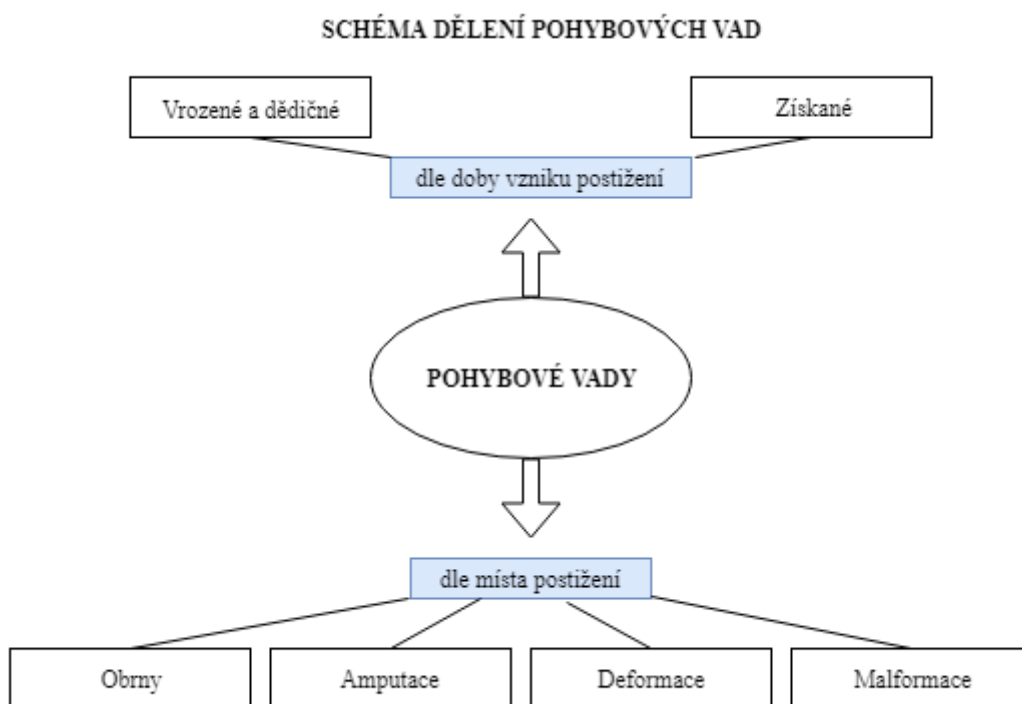 SCHÉMA DĚLENÍ POHYBOVÝCH VAD
Vrozené a dědičné
Získané
dle doby vzniku postižení
POHYBOVÉ VADY
dle místa postižení
Obrny
Amputace
Deformace
Malformace